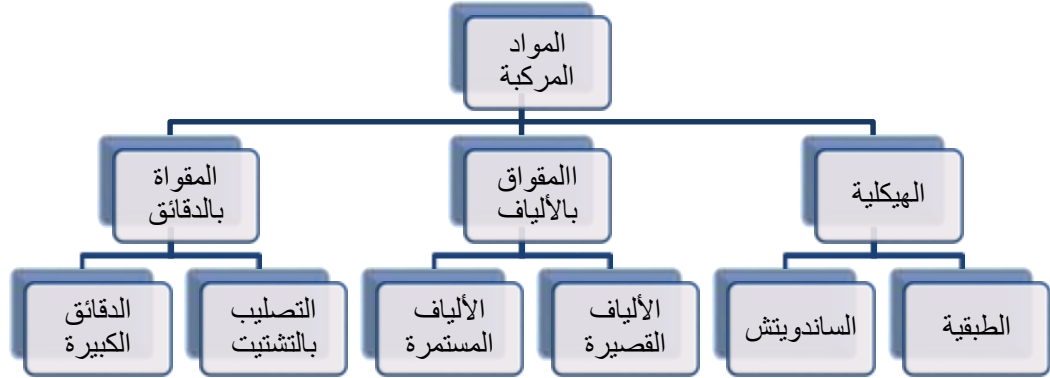 المواد
المركبة
الهيكلية
االمقواق
بالألياف
المقواة
بالدقائق
الطبقية
الساندويتش
الألياف
القصيرة
الألياف
المستمرة
التصليب
بالتشتيت
الدقائق
الكبيرة